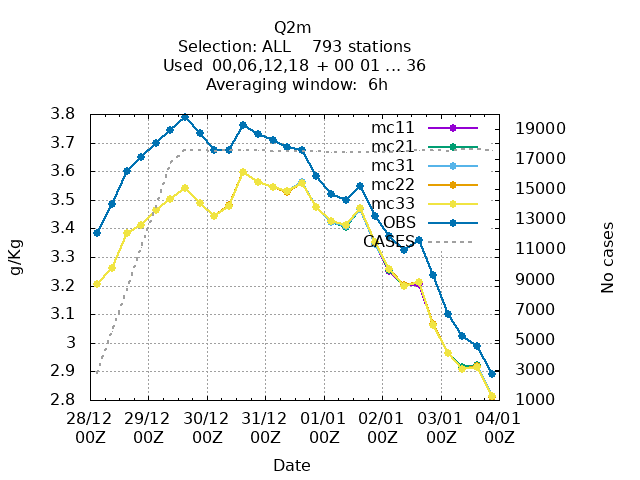 Q2m
Selection: ALL 793 stations
Used 00,06,12,18 + 00 01 ... 36
Averaging window: 6h
g/Kg
3.8
3.7
3.6
3.5
3.4
3.3
3.2
3.1
3
2.9
2.8
mc11
mc21
mc31
mc22
mc33
OBS
CASES
19000
17000
15000
13000
11000
9000
7000
5000
3000
1000
No cases
28/12 29/12 30/12 31/12 01/01 02/01 03/01 04/01
00Z 00Z 00Z 00Z 00Z 00Z 00Z 00Z
Date